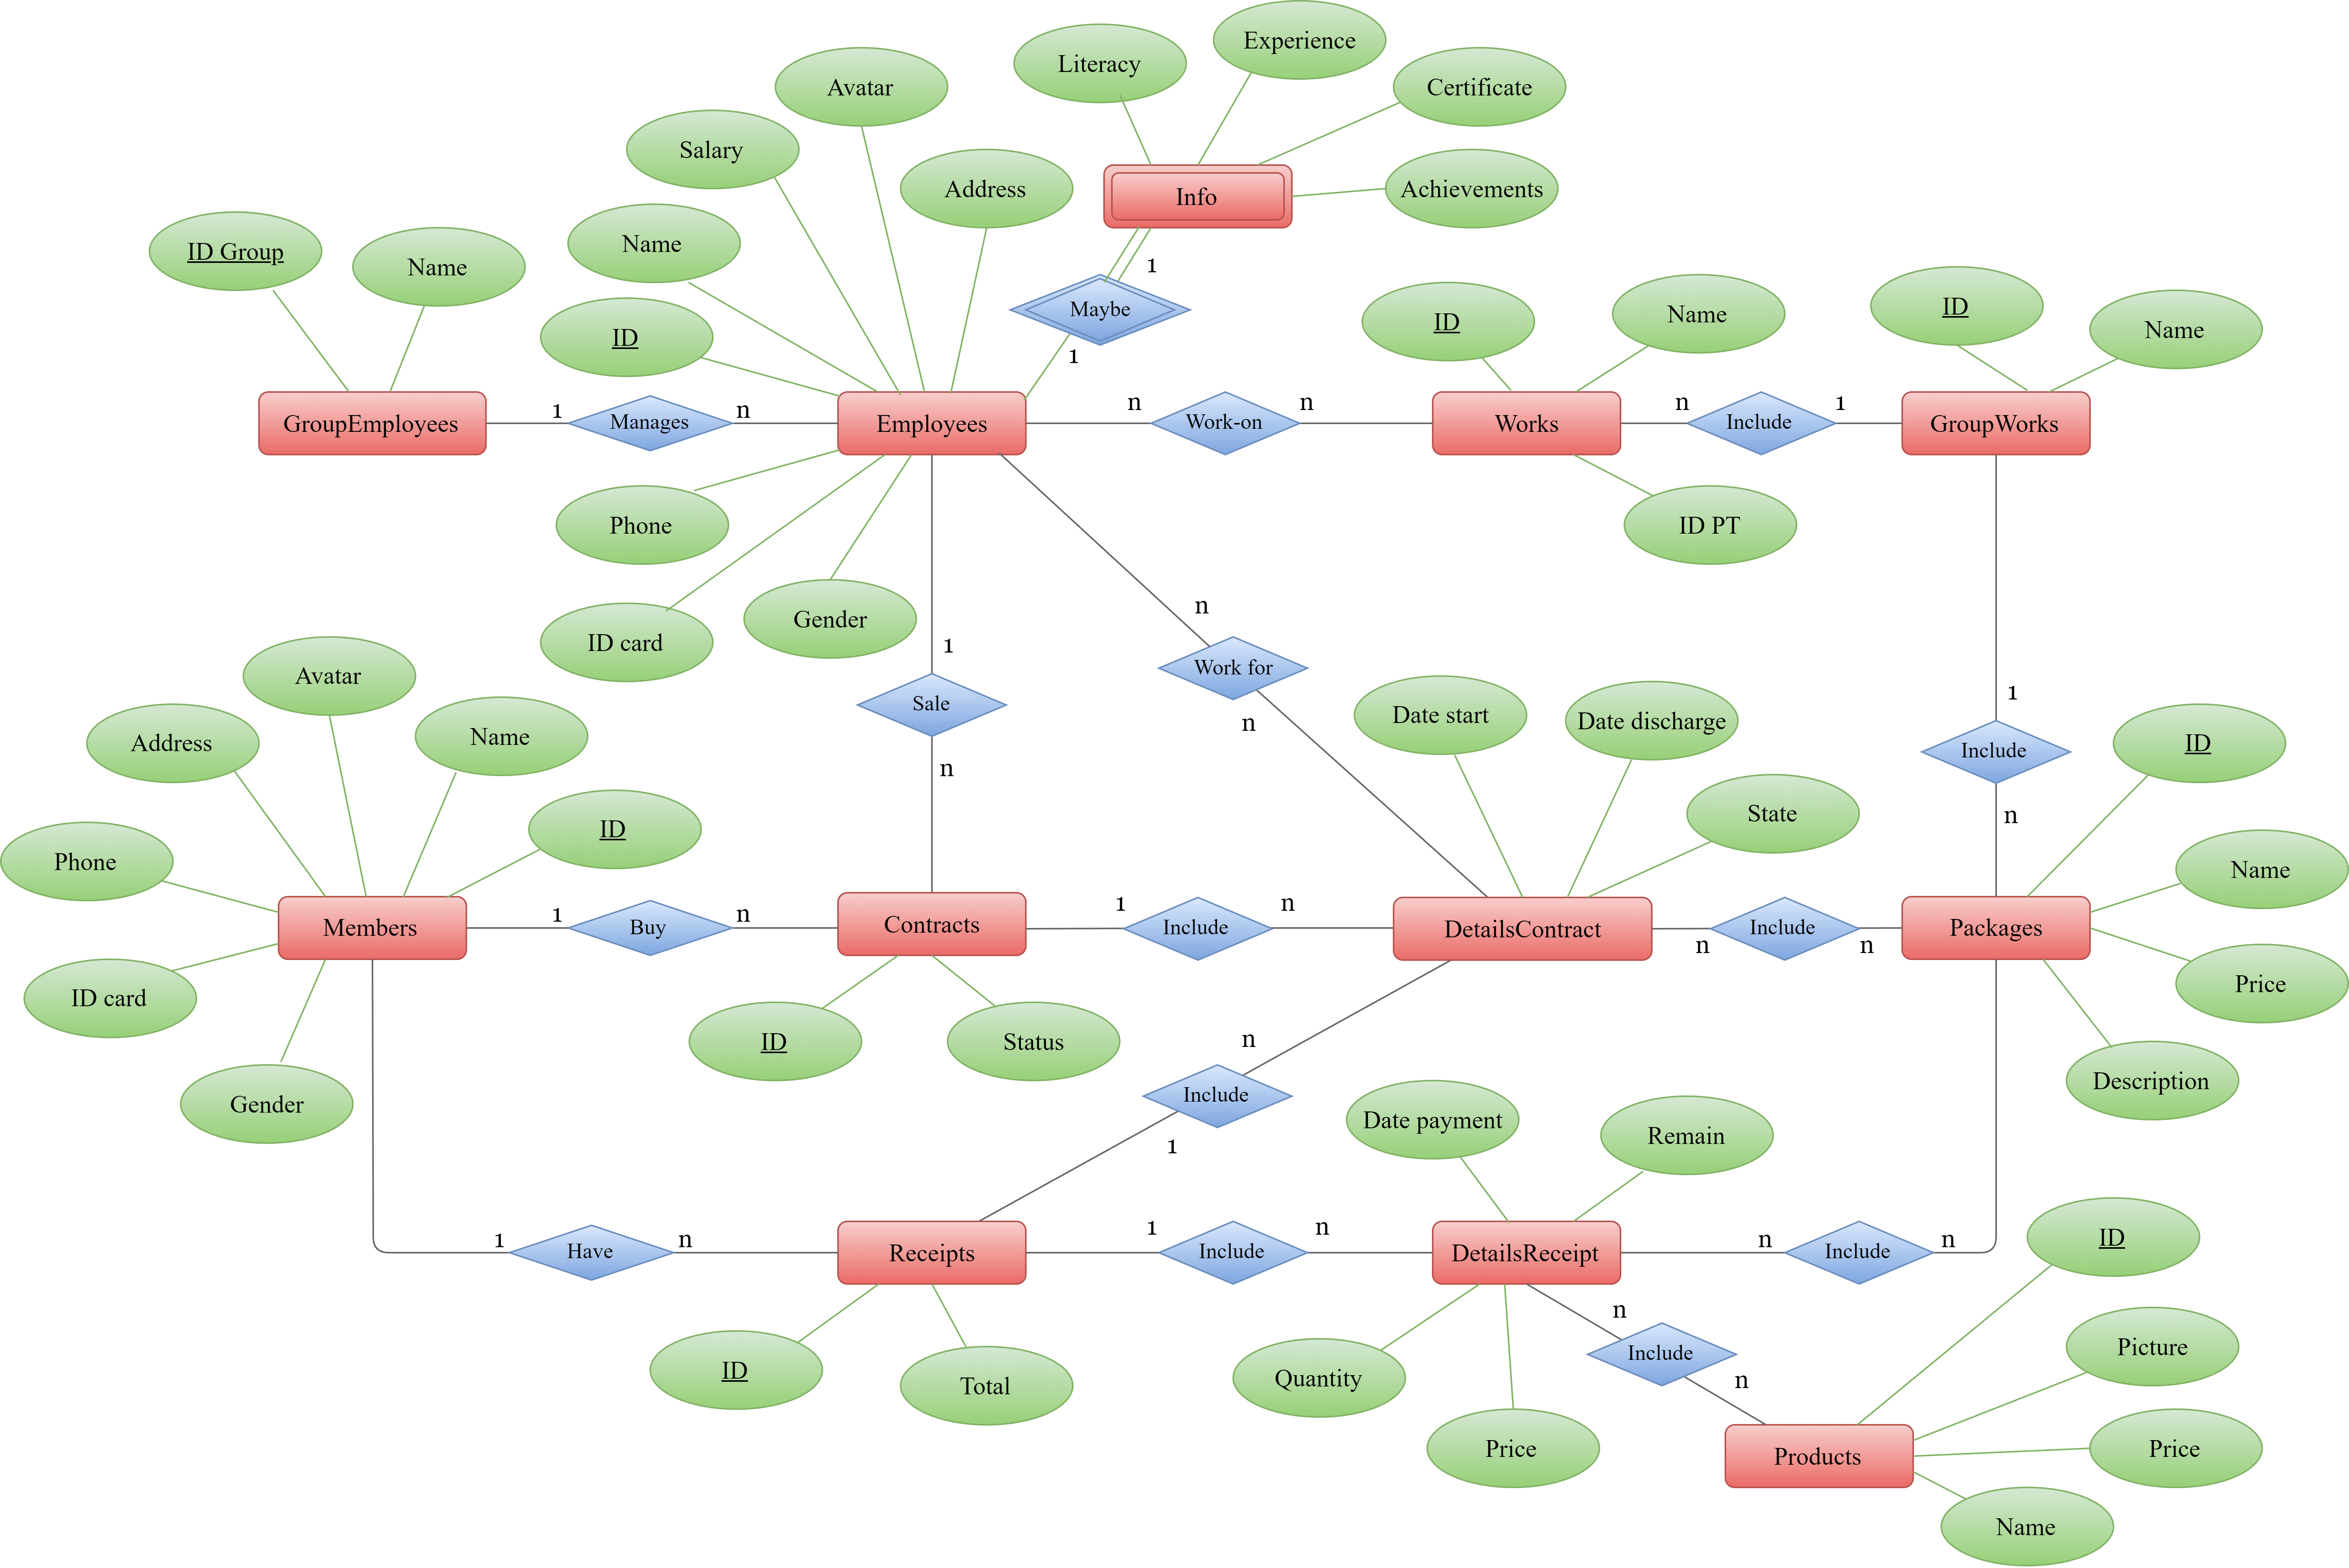 Experience
Literacy
Avatar
Certificate
Salary
Address
Achievements
Info
Name
ID Group
Name
1
Maybe
ID
Name
ID
Name
ID
1
GroupEmployees
1
Manages
n
Employees
n
Work-on
n
Works
n
Include
1
GroupWorks
Phone
ID PT
ID card
Gender
n
1
Work for
Avatar
Sale
n
Date start
Date discharge
1
Include
ID
Address
Name
n
State
n
ID
Phone
Name
Members
1
Buy
n
Contracts
1
Include
n
DetailsContract
n
Include
n
Packages
ID card
Price
ID
Status
n
Gender
Include
1
Description
Date payment
Remain
1
Have
n
Receipts
1
Include
n
DetailsReceipt
n
Include
n
ID
n
Include
n
Picture
ID
Total
Quantity
Price
Products
Price
Name